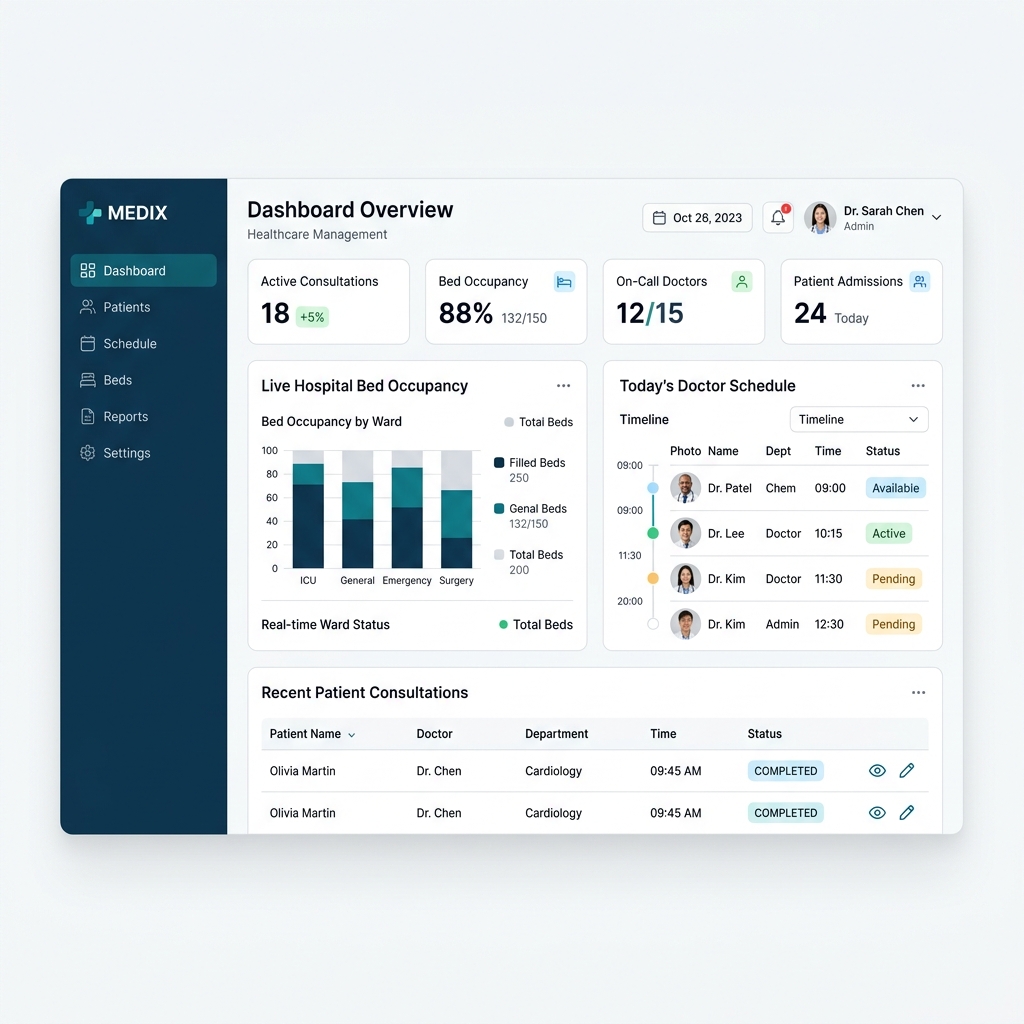 MEDIX
Dashboard
Patients
Schedule
Beds
Reports
Settings
Dashboard Overview
Healthcare Management
Oct 26, 2023
Dr. Sarah Chen
Admin
Active Consultations
18 +5%
Bed Occupancy
88% 132/150
On-Call Doctors
12/15
Patient Admissions
24 Today
Live Hospital Bed Occupancy
Bed Occupancy by Ward
Total Beds
100
80
60
40
20
0
ICU General Emergency Surgery
Filled Beds
250
Genal Beds
132/150
Total Beds
200
Real-time Ward Status
Total Beds
Today's Doctor Schedule
Timeline
Timeline
Photo Name Dept Time Status
09:00
09:00
11:30
20:00
Dr. Patel Chem 09:00 Available
Dr. Lee Doctor 10:15 Active
Dr. Kim Doctor 11:30 Pending
Dr. Kim Admin 12:30 Pending
Recent Patient Consultations
Patient Name Doctor Department Time Status
Olivia Martin Dr. Chen Cardiology 09:45 AM COMPLETED
Olivia Martin Dr. Chen Cardiology 09:45 AM COMPLETED